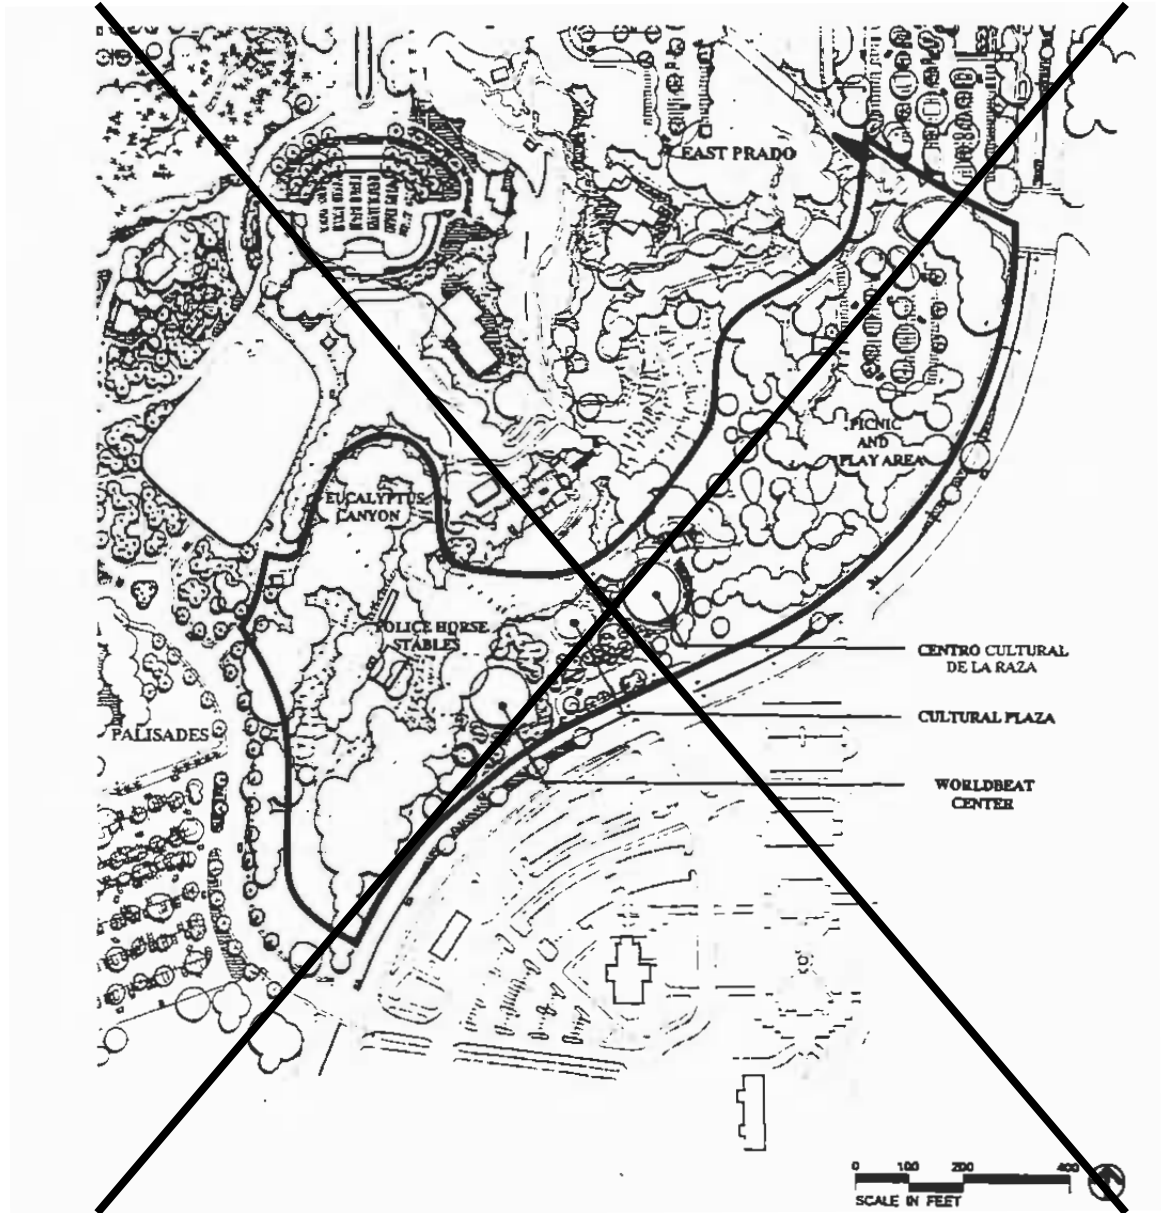 EAST PRADO
PICNIC
AND
PLAY AREA
EUCALYPTUS
CANYON
POLICE HORSE
STABLES
CENTRO CULTURAL
DE LA RAZA
CULTURAL PLAZA
PALISADES
WORLDBEAT
CENTER
0 100 200 400
SCALE IN FEET